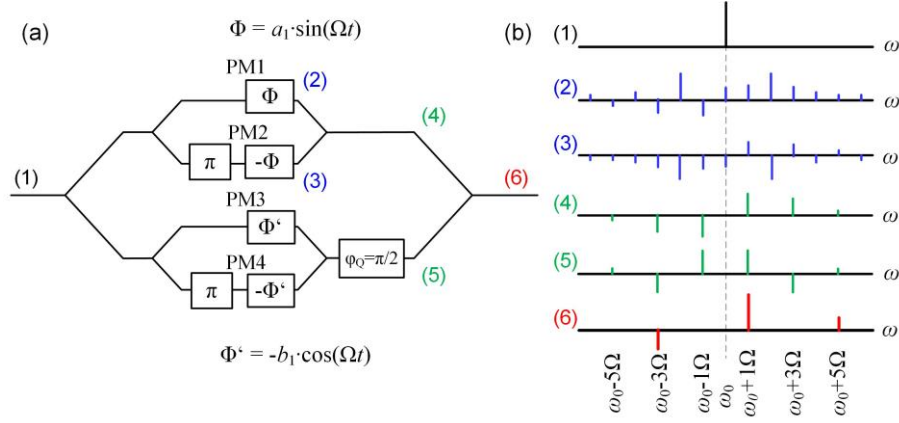 (a)
Φ = a₁·sin(Ωt)
PM1
(2)
Φ
(4)
PM2
π
-Φ
(3)
(1)
(6)
PM3
Φ‘
φQ=π/2
PM4
π
-Φ‘
(5)
Φ‘ = -b₁·cos(Ωt)
(b)
(1)
ω
(2)
ω
(3)
ω
(4)
ω
(5)
ω
(6)
ω
ω₀-5Ω
ω₀-3Ω
ω₀-1Ω
ω₀
ω₀+1Ω
ω₀+3Ω
ω₀+5Ω